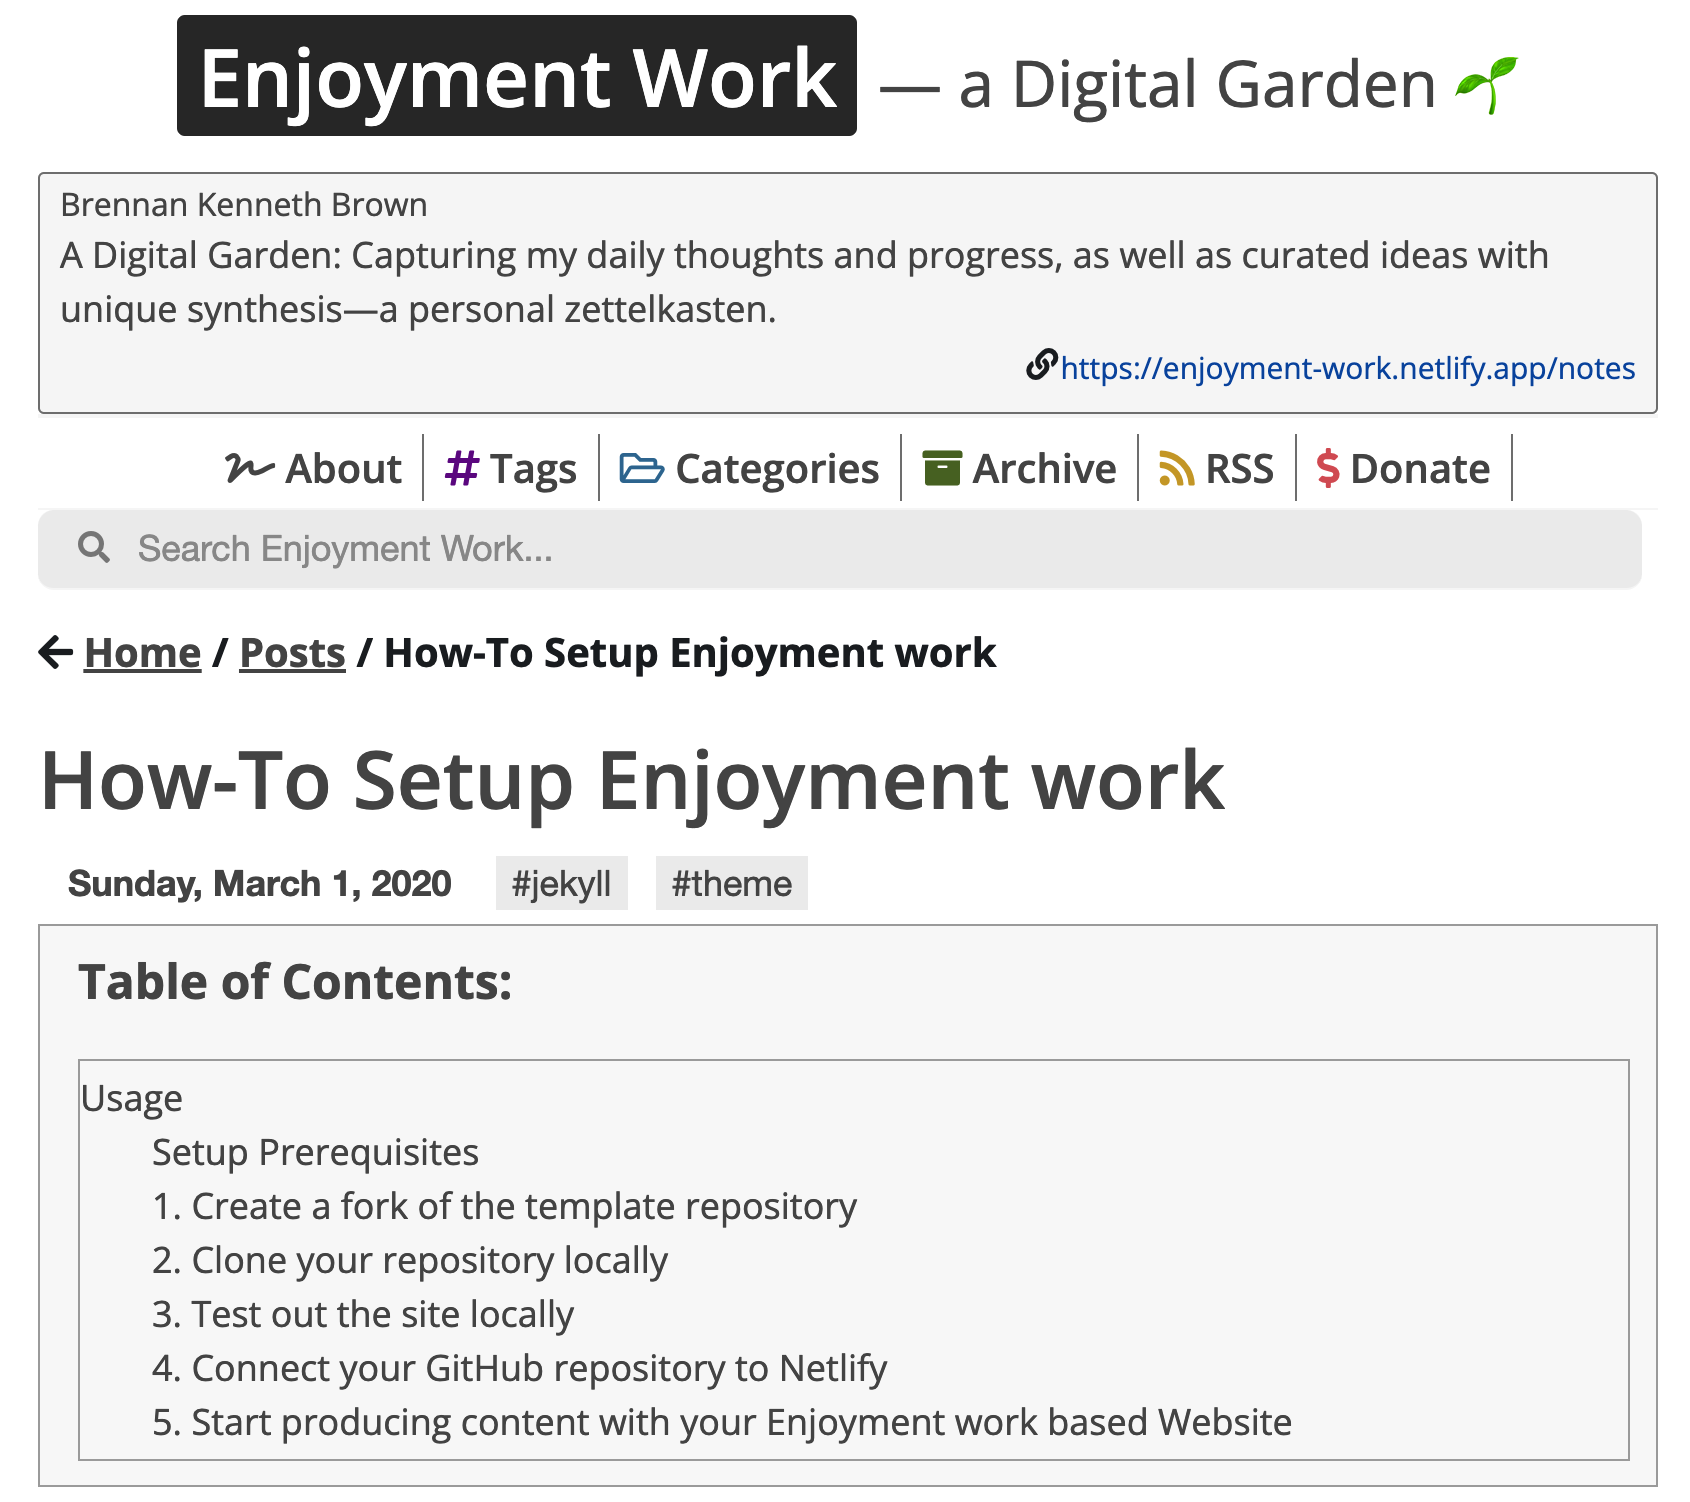 Enjoyment Work — a Digital Garden 🌱
Brennan Kenneth Brown
A Digital Garden: Capturing my daily thoughts and progress, as well as curated ideas with
unique synthesis—a personal zettelkasten.
https://enjoyment-work.netlify.app/notes
About # Tags Categories Archive RSS $ Donate
Search Enjoyment Work...
Home / Posts / How-To Setup Enjoyment work
How-To Setup Enjoyment work
Sunday, March 1, 2020 #jekyll #theme
Table of Contents:
Usage
Setup Prerequisites
1. Create a fork of the template repository
2. Clone your repository locally
3. Test out the site locally
4. Connect your GitHub repository to Netlify
5. Start producing content with your Enjoyment work based Website